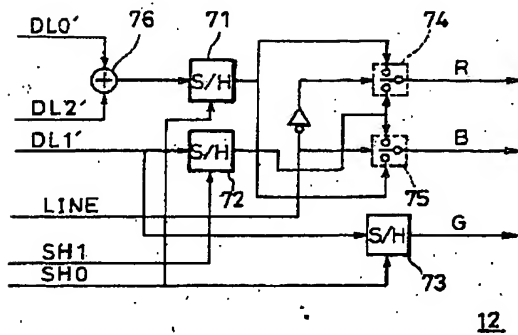 DL0' 76 71 74
S/H R
DL2'
DL1' S/H B
72 75
LINE
S/H G
SH1
SH0 73
12